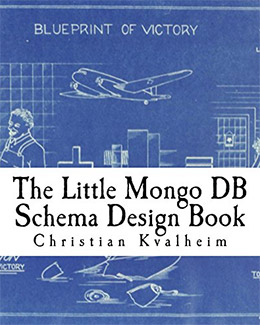 BLUEPRINT OF VICTORY
The Little Mongo DB
Schema Design Book
Christian Kvalheim
VICTORY